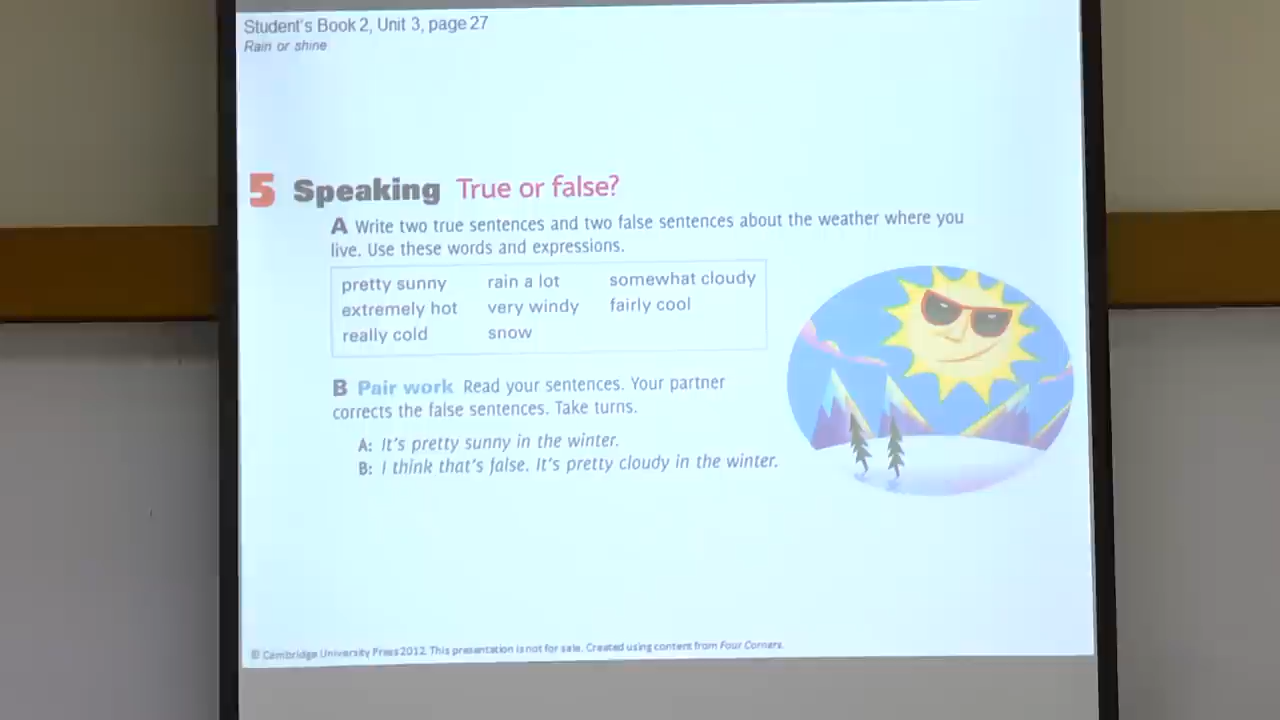 Student's Book 2, Unit 3, page 27
Rain or shine
5 Speaking True or false?
A Write two true sentences and two false sentences about the weather where you
live. Use these words and expressions.
pretty sunny rain a lot somewhat cloudy
extremely hot very windy fairly cool
really cold snow
B Pair work Read your sentences. Your partner
corrects the false sentences. Take turns.
A: It's pretty sunny in the winter.
B: I think that's false. It's pretty cloudy in the winter.
© Cambridge University Press 2012. This presentation is not for sale. Created using content from Four Corners.